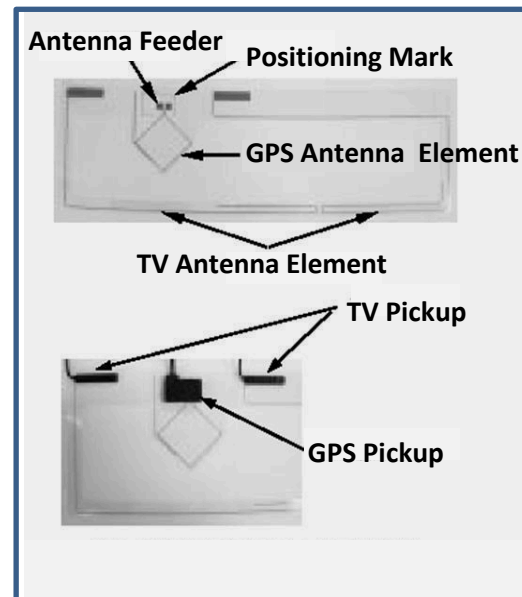 Antenna Feeder
Positioning Mark
GPS Antenna Element
TV Antenna Element
TV Pickup
GPS Pickup